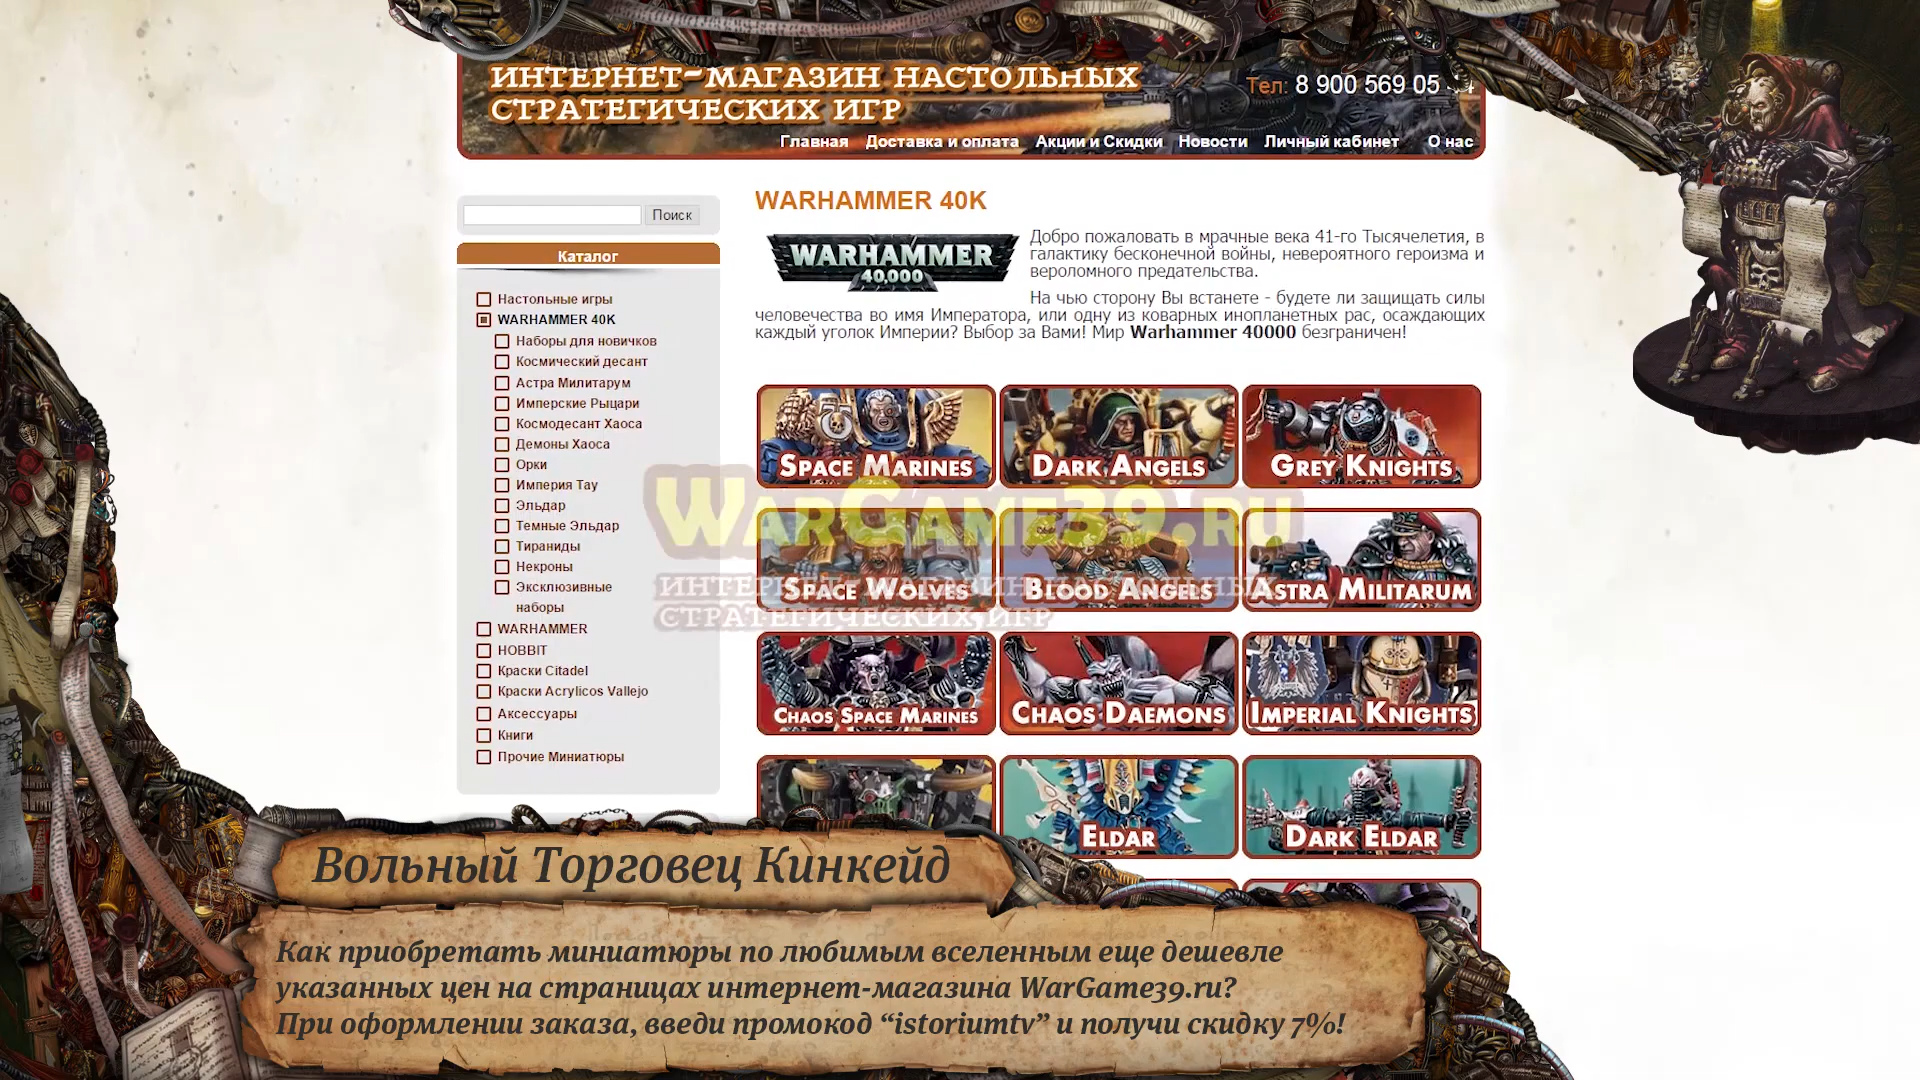 ИНТЕРНЕТ-МАГАЗИН НАСТОЛЬНЫХ
СТРАТЕГИЧЕСКИХ ИГР
Тел: 8 900 569 05
Главная Доставка и оплата Акции и Скидки Новости Личный кабинет О нас
Поиск
Каталог
Настольные игры
WARHAMMER 40K
Наборы для новичков
Космический десант
Астра Милитарум
Имперские Рыцари
Космодесант Хаоса
Демоны Хаоса
Орки
Империя Тау
Эльдар
Темные Эльдар
Тираниды
Некроны
Эксклюзивные
наборы
WARHAMMER
HOBBIT
Краски Citadel
Краски Acrylicos Vallejo
Аксессуары
Книги
Прочие Миниатюры
WARHAMMER 40K
WARHAMMER
40,000
Добро пожаловать в мрачные века 41-го Тысячелетия, в
галактику бесконечной войны, невероятного героизма и
вероломного предательства.
На чью сторону Вы встанете - будете ли защищать силы
человечества во имя Императора, или одну из коварных инопланетных рас, осаждающих
каждый уголок Империи? Выбор за Вами! Мир Warhammer 40000 безграничен!
SPACE MARINES
DARK ANGELS
GREY KNIGHTS
WARGAME39.RU
ИНТЕРНЕТ-МАГАЗИН НАСТОЛЬНЫХ
СТРАТЕГИЧЕСКИХ ИГР
SPACE WOLVES
BLOOD ANGELS
ASTRA MILITARUM
CHAOS SPACE MARINES
CHAOS DAEMONS
IMPERIAL KNIGHTS
ELDAR
DARK ELDAR
Вольный Торговец Кинкейд
Как приобретать миниатюры по любимым вселенным еще дешевле
указанных цен на страницах интернет-магазина WarGame39.ru?
При оформлении заказа, введи промокод “istoriumtv” и получи скидку 7%!